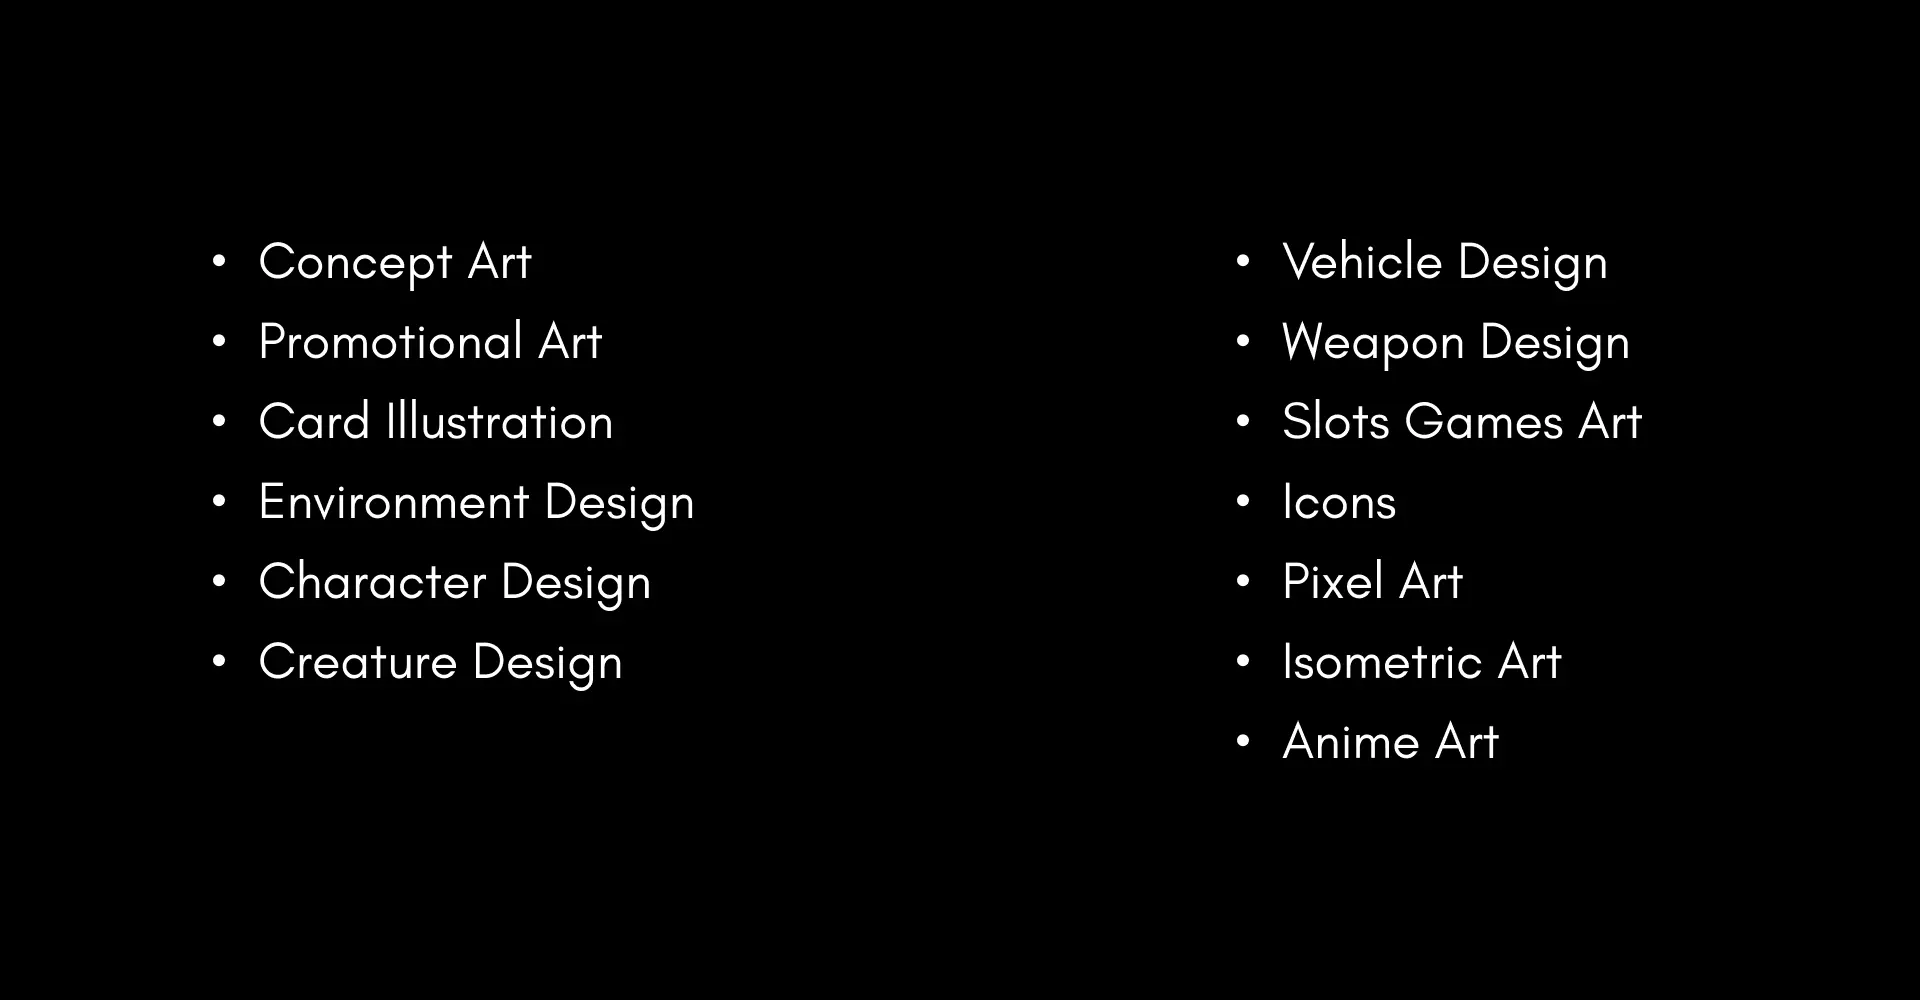 • Concept Art
• Promotional Art
• Card Illustration
• Environment Design
• Character Design
• Creature Design
• Vehicle Design
• Weapon Design
• Slots Games Art
• Icons
• Pixel Art
• Isometric Art
• Anime Art